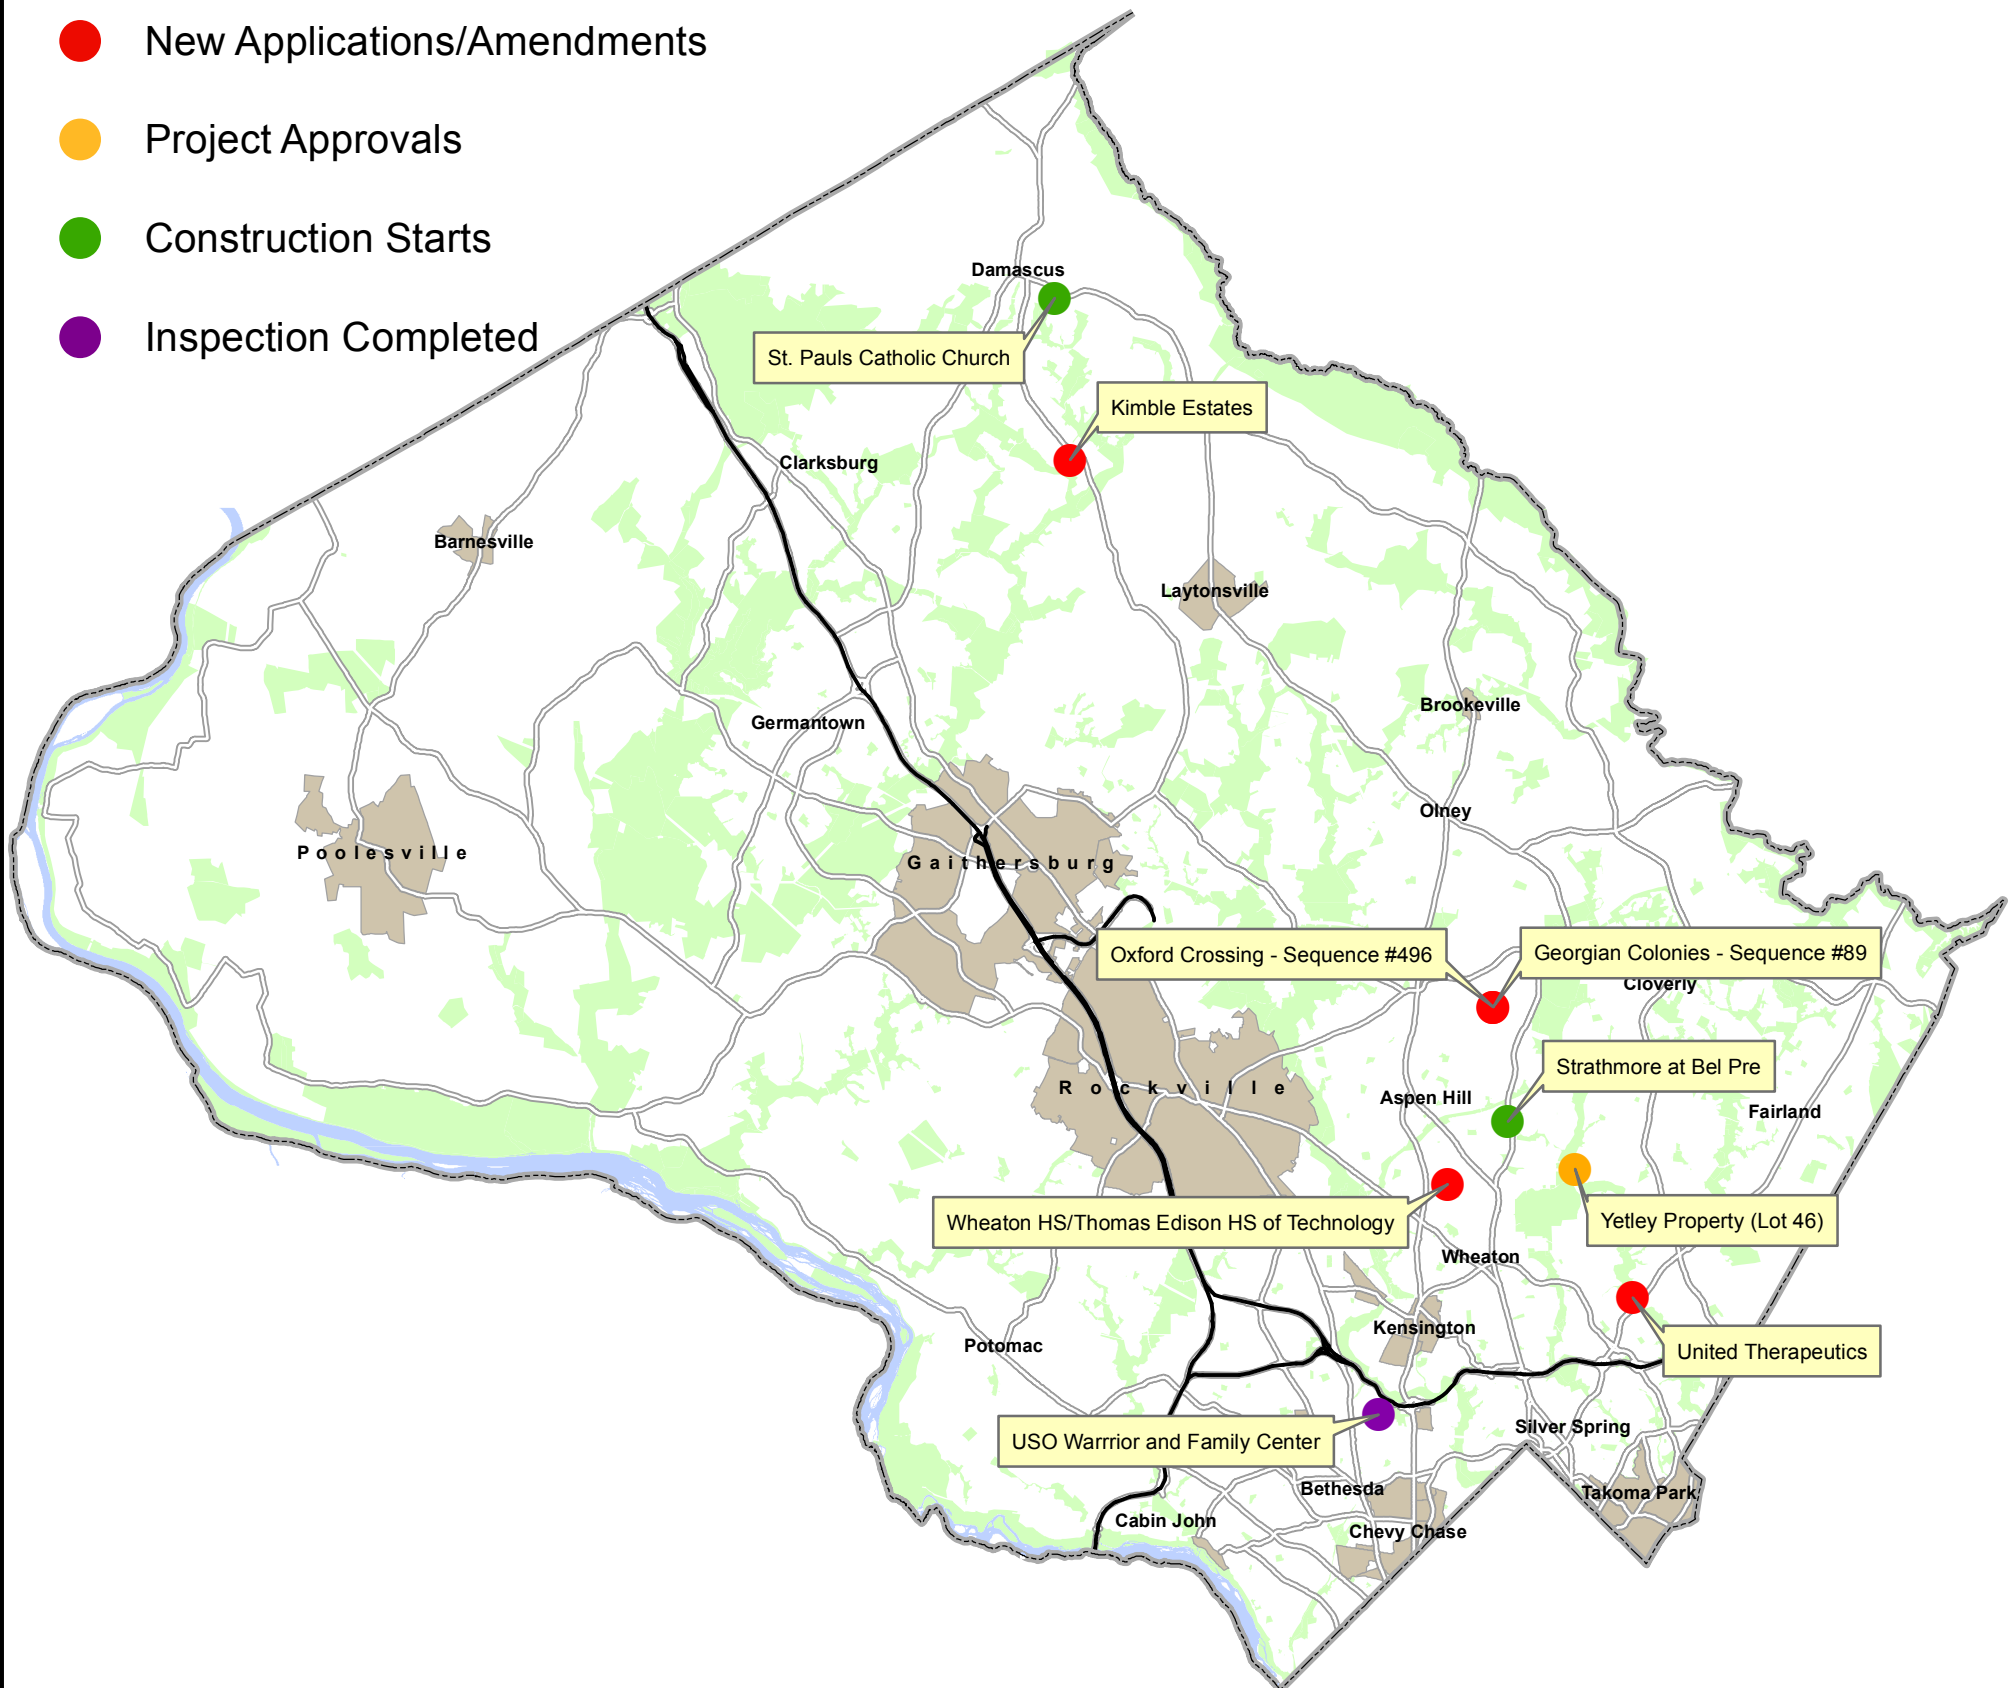 New Applications/Amendments
Project Approvals
Construction Starts
Inspection Completed
Damascus
St. Pauls Catholic Church
Kimble Estates
Clarksburg
Barnesville
Laytonsville
Brookeville
Germantown
Olney
Poolesville
Gaithersburg
Oxford Crossing - Sequence #496
Georgian Colonies - Sequence #89
Cloverly
Strathmore at Bel Pre
Rockville
Aspen Hill
Fairland
Wheaton HS/Thomas Edison HS of Technology
Yetley Property (Lot 46)
Wheaton
Kensington
Potomac
United Therapeutics
USO Warrrior and Family Center
Silver Spring
Bethesda
Takoma Park
Cabin John
Chevy Chase